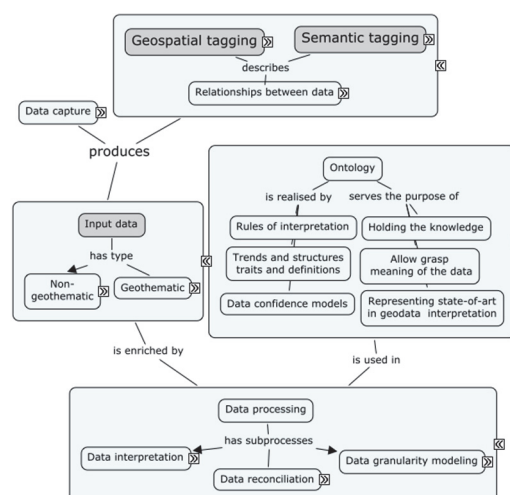 Geospatial tagging
Semantic tagging
describes
Relationships between data
Data capture
produces
Ontology
is realised by
serves the purpose of
Input data
Rules of interpretation
Holding the knowledge
has type
Trends and structures
traits and definitions
Allow grasp
meaning of the data
Non-
geothematic
Geothematic
Data confidence models
Representing state-of-art
in geodata interpretation
is enriched by
is used in
Data processing
has subprocesses
Data interpretation
Data granularity modeling
Data reconciliation